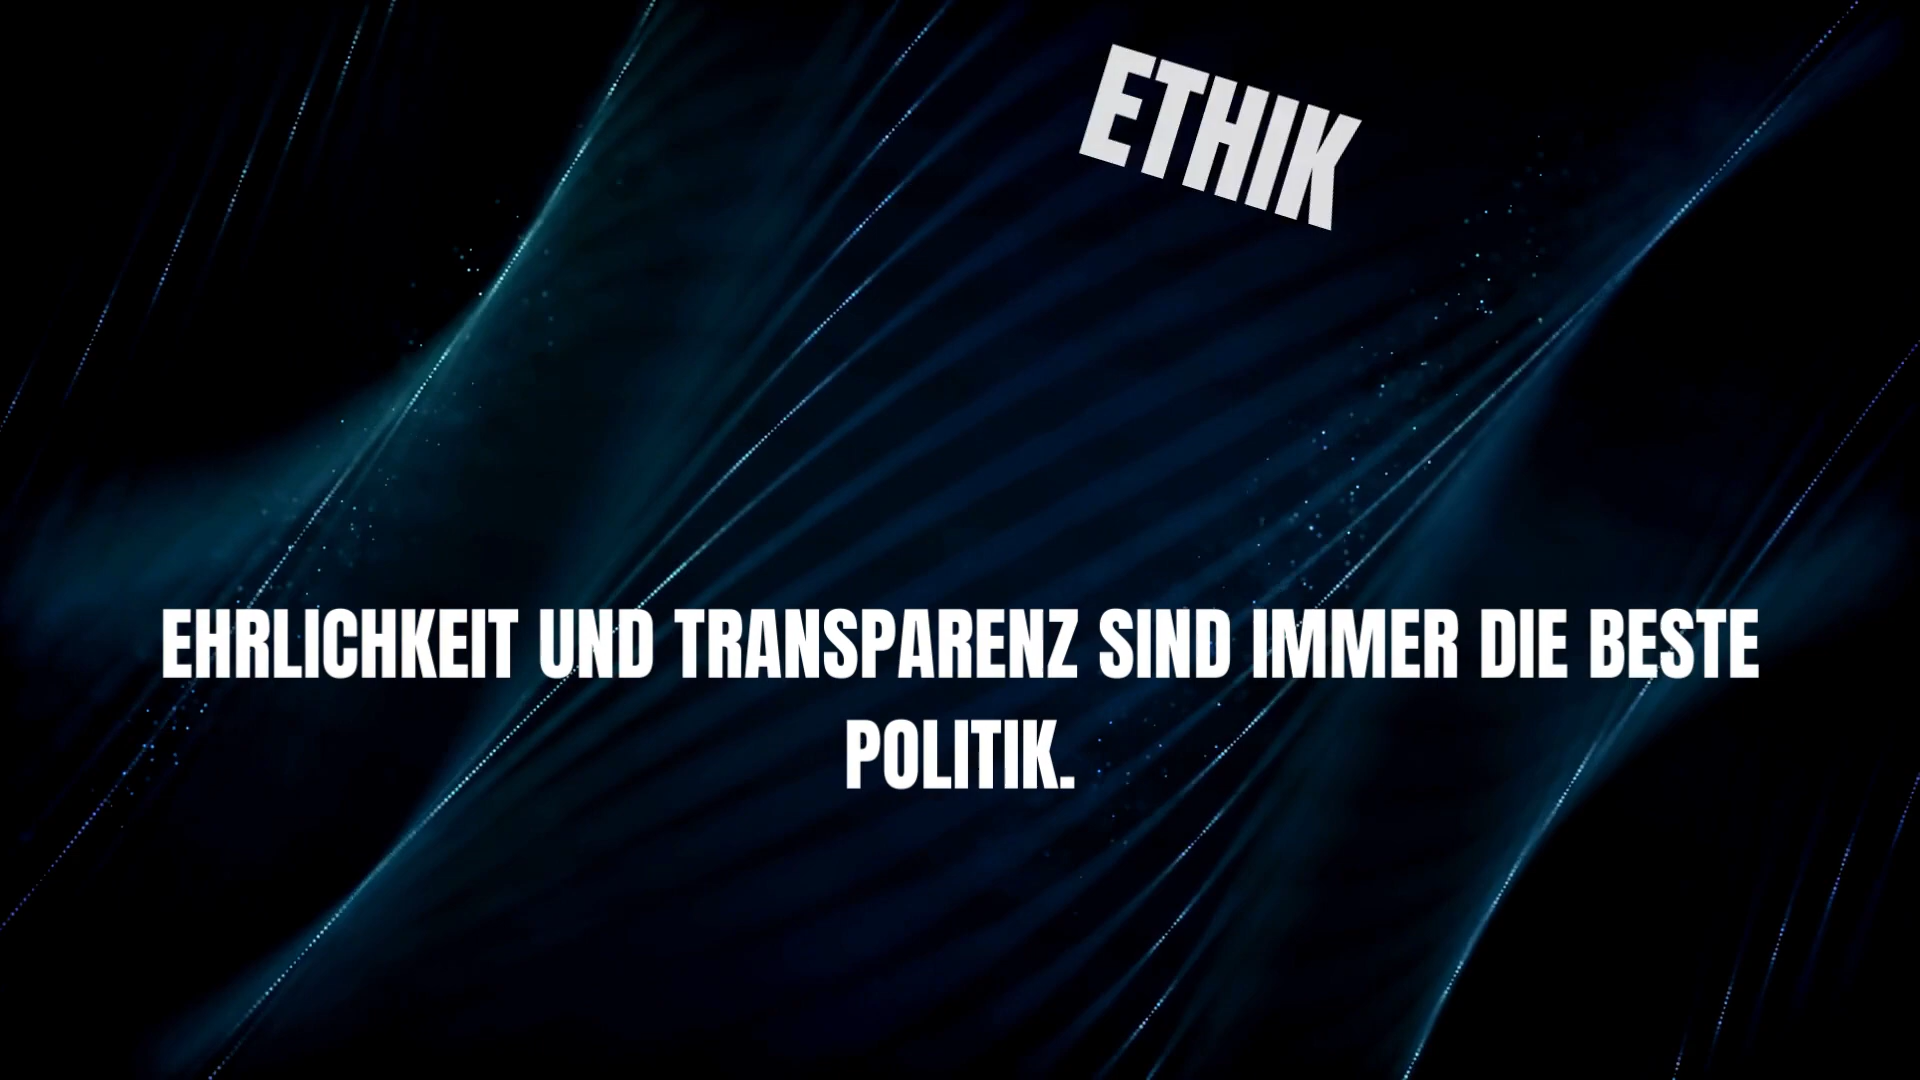 ETHIK
EHRLICHKEIT UND TRANSPARENZ SIND IMMER DIE BESTE
POLITIK.